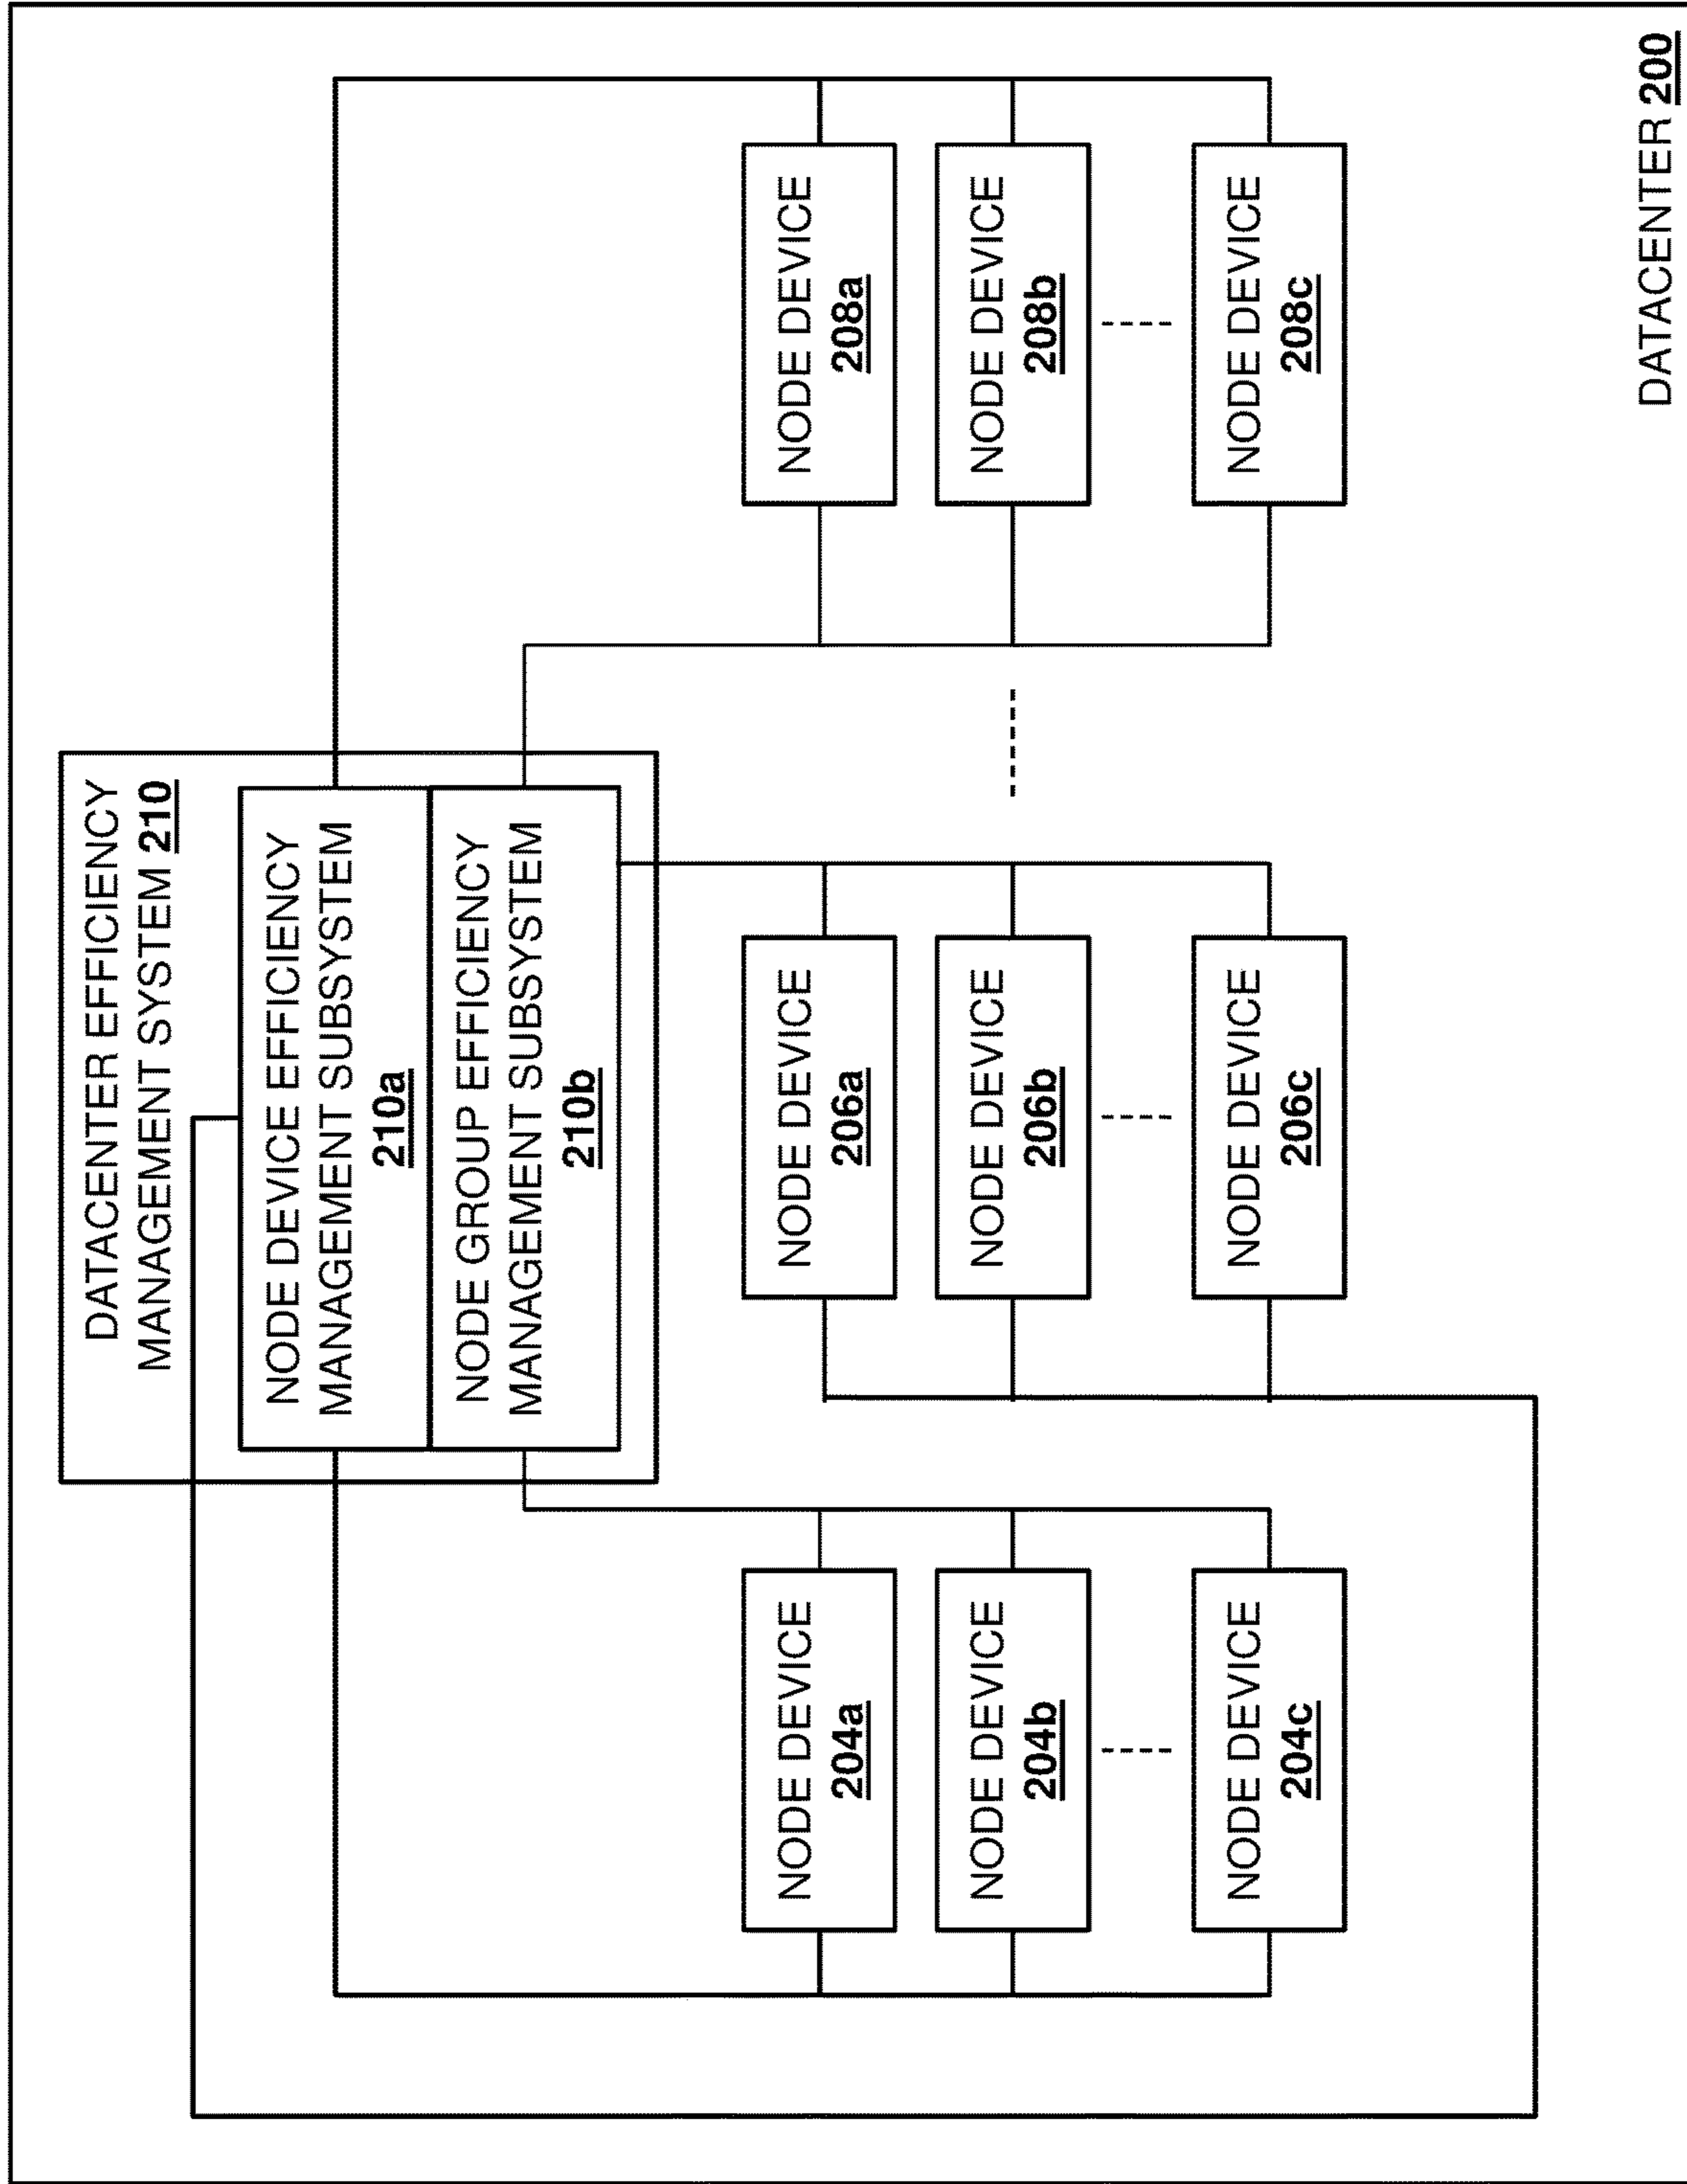 DATACENTER EFFICIENCY
MANAGEMENT SYSTEM 210
NODE DEVICE EFFICIENCY
MANAGEMENT SUBSYSTEM
210a
NODE GROUP EFFICIENCY
MANAGEMENT SUBSYSTEM
210b
NODE DEVICE
204a
NODE DEVICE
204b
NODE DEVICE
204c
NODE DEVICE
206a
NODE DEVICE
206b
NODE DEVICE
206c
NODE DEVICE
208a
NODE DEVICE
208b
NODE DEVICE
208c
DATACENTER 200